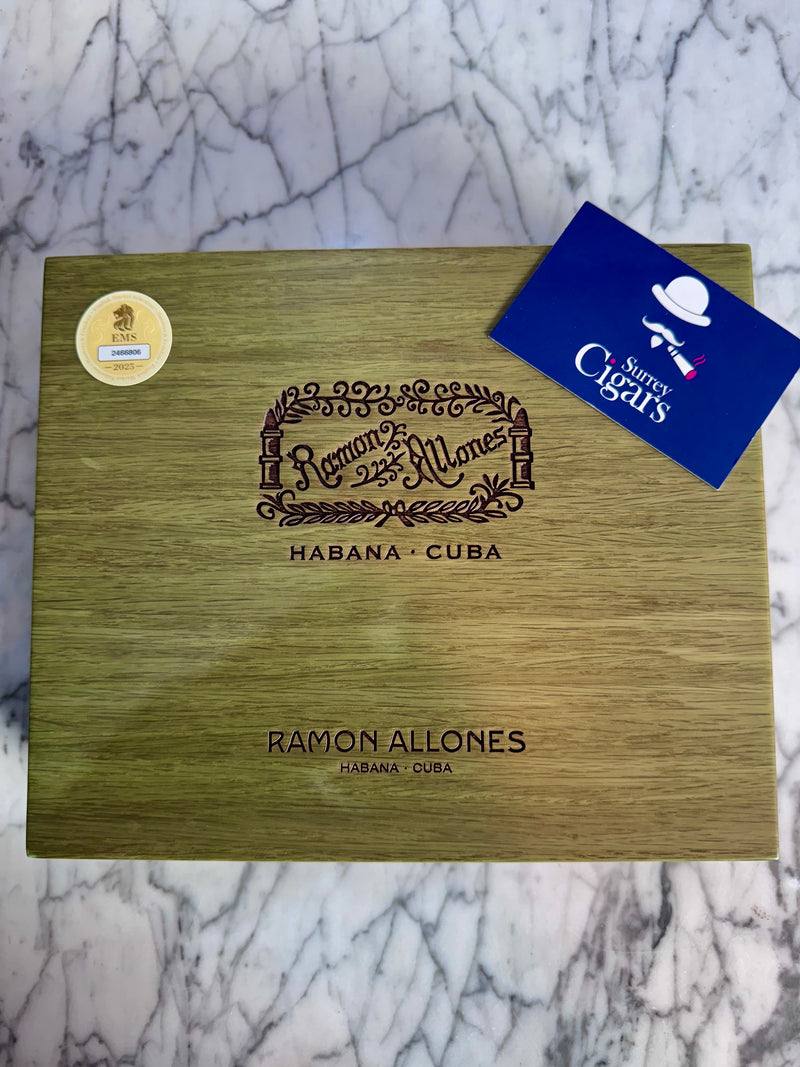 EMS
2466806
2025
Surrey
Cigars
Ramon Allones
HABANA · CUBA
RAMON ALLONES
HABANA · CUBA